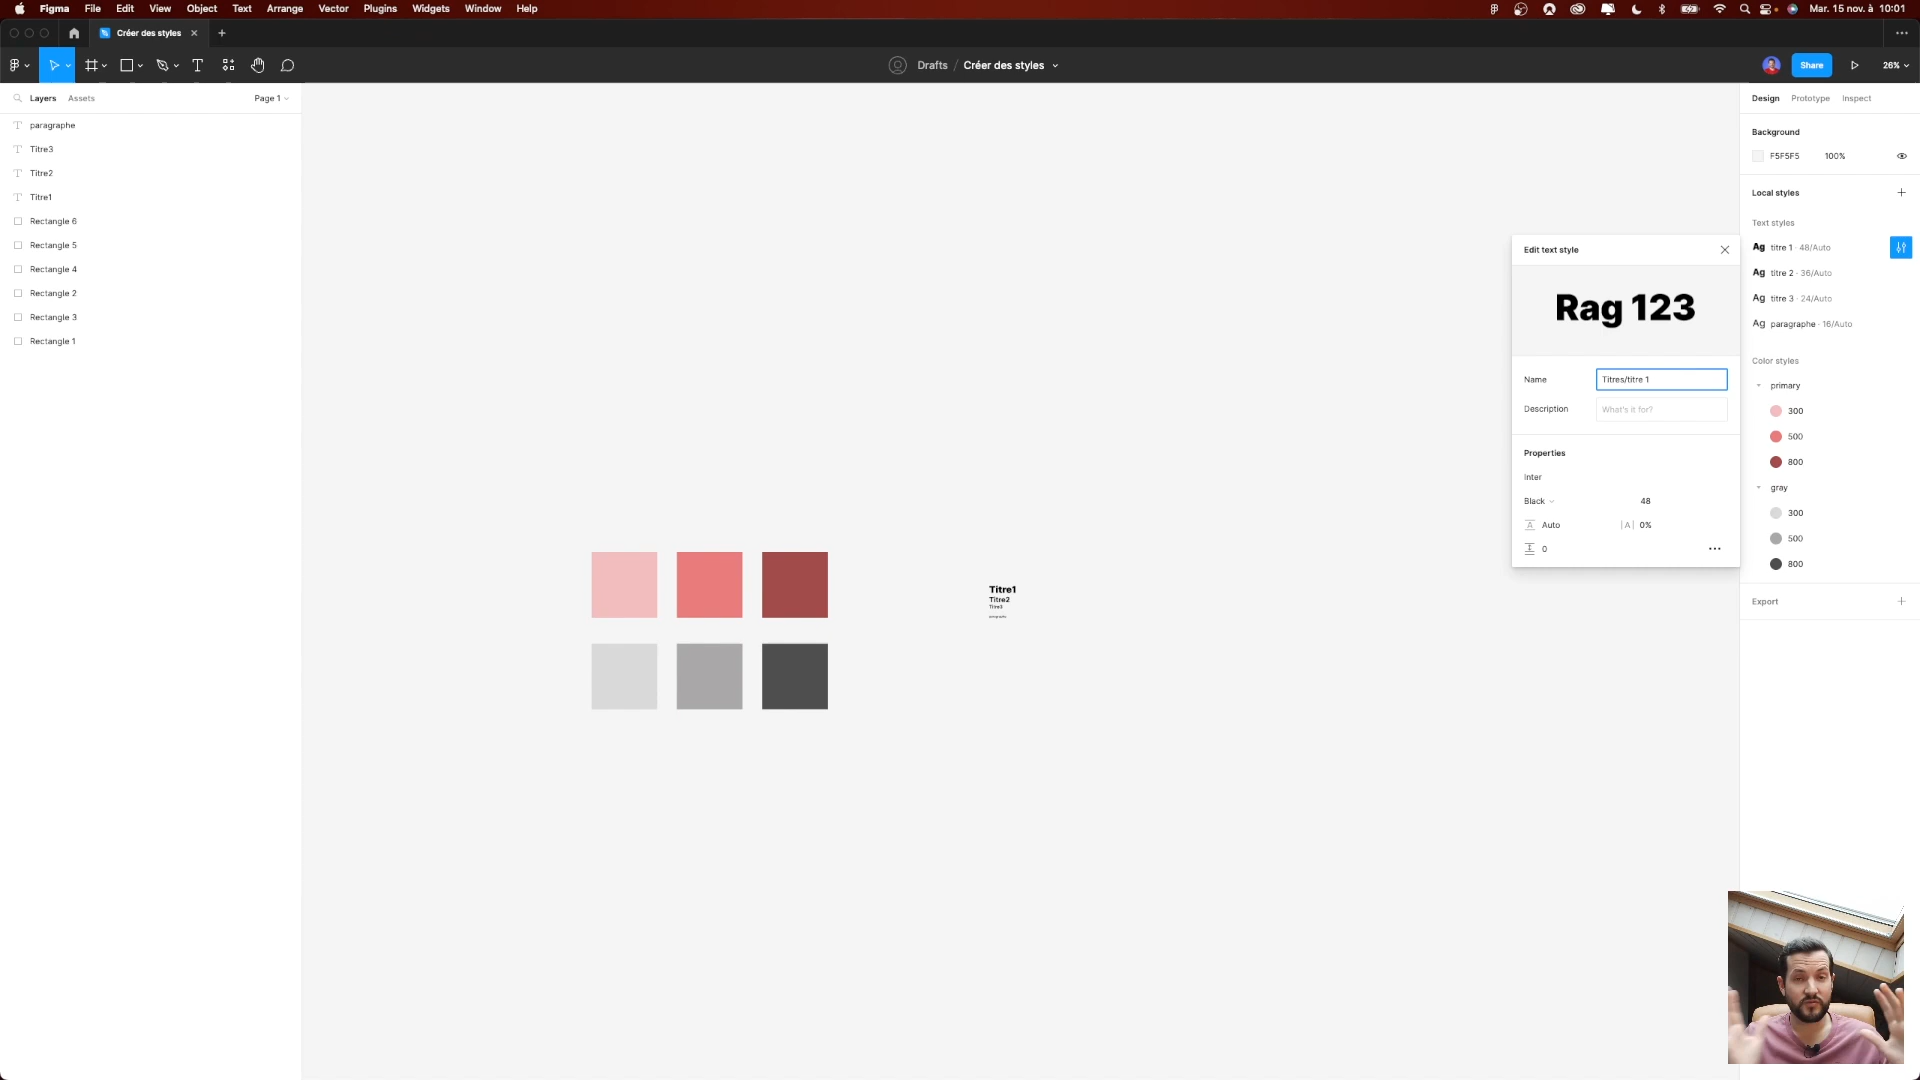 Figma File Edit View Object Text Arrange Vector Plugins Widgets Window Help
Mar. 15 nov. à 10:01
Créer des styles
Drafts / Créer des styles
Share
26%
Layers Assets
Page 1
paragraphe
Titre3
Titre2
Titre1
Rectangle 6
Rectangle 5
Rectangle 4
Rectangle 2
Rectangle 3
Rectangle 1
Titre1
Titre2
Titre3
paragraphe
Edit text style
Rag 123
Name
Titres/titre 1
Description
What's it for?
Properties
Inter
Black
48
Auto
|A| 0%
0
Design Prototype Inspect
Background
F5F5F5 100%
Local styles
Text styles
Ag titre 1 · 48/Auto
Ag titre 2 · 36/Auto
Ag titre 3 · 24/Auto
Ag paragraphe · 16/Auto
Color styles
primary
300
500
800
gray
300
500
800
Export